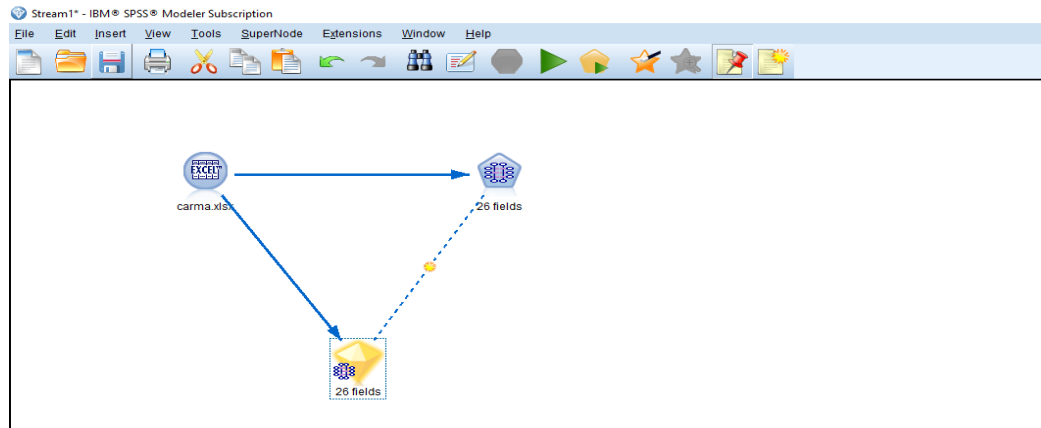 Stream1* - IBM® SPSS® Modeler Subscription
File Edit Insert View Tools SuperNode Extensions Window Help
EXCEL™
carma.xlsx
26 fields
26 fields